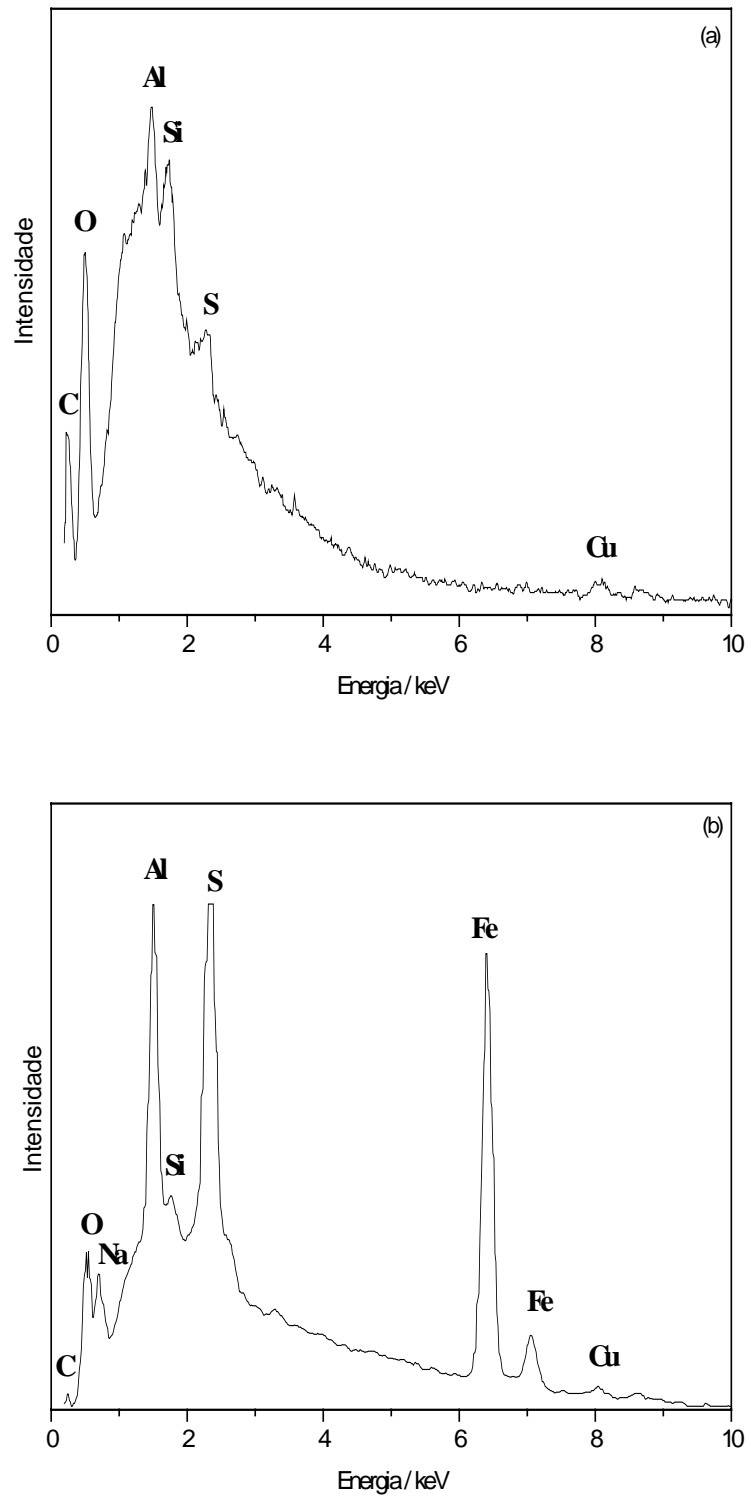 (a)
Al
Si
O
S
C
Cu
Intensidade
0 2 4 6 8 10
Energia / keV
(b)
Al
S
Fe
Si
O
Na
Fe
C
Cu
Intensidade
0 2 4 6 8 10
Energia / keV